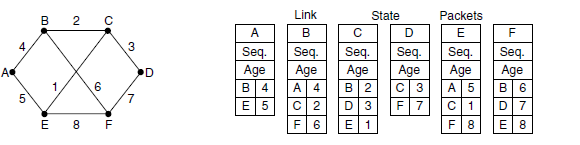 B 2 C
4 3
A D
1 6
5 7
E 8 F
Link State Packets
A B C D E F
Seq. Seq. Seq. Seq. Seq. Seq.
Age Age Age Age Age Age
B 4 A 4 B 2 C 3 A 5 B 6
E 5 C 2 D 3 F 7 C 1 D 7
F 6 E 1 F 8 E 8